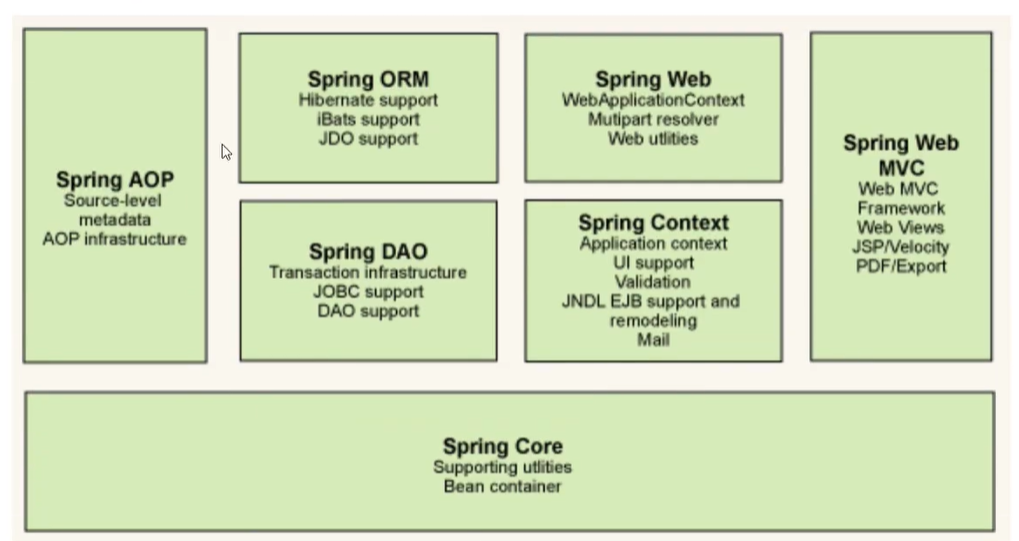 Spring AOP
Source-level
metadata
AOP infrastructure
Spring ORM
Hibernate support
iBats support
JDO support
Spring DAO
Transaction infrastructure
JOBC support
DAO support
Spring Web
WebApplicationContext
Mutipart resolver
Web utlities
Spring Context
Application context
UI support
Validation
JNDL EJB support and
remodeling
Mail
Spring Web
MVC
Web MVC
Framework
Web Views
JSP/Velocity
PDF/Export
Spring Core
Supporting utlities
Bean container